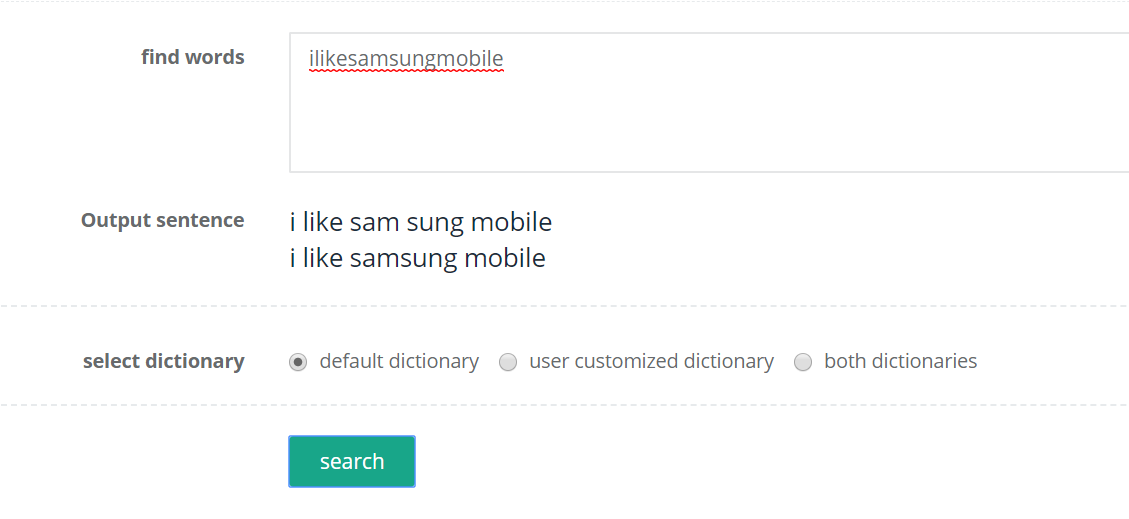 find words
ilikesamsungmobile
Output sentence
i like sam sung mobile
i like samsung mobile
select dictionary
default dictionary user customized dictionary both dictionaries
search